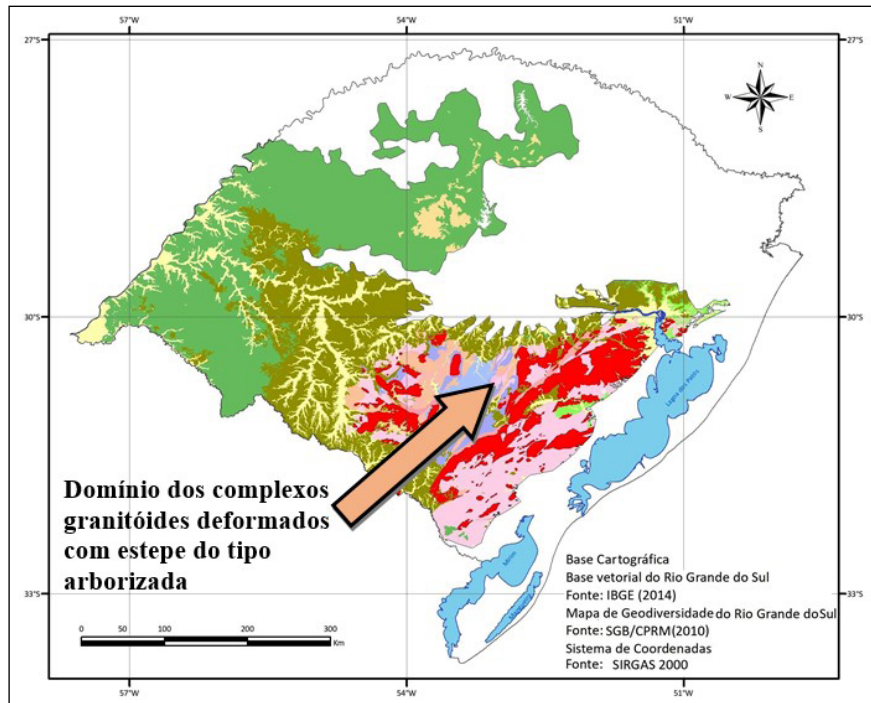 57°W 54°W 51°W
27°S 27°S
N
W E
S
30°S 30°S
Lagoa dos Patos
Domínio dos complexos
granitóides deformados
com estepe do tipo
arborizada
Mirim
Mangueira
Base Cartográfica
Base vetorial do Rio Grande do Sul
Fonte: IBGE (2014)
Mapa de Geodiversidade do Rio Grande do Sul
Fonte: SGB/CPRM(2010)
Sistema de Coordenadas
Fonte: SIRGAS 2000
33°S 33°S
0 50 100 200 300
Km
57°W 54°W 51°W